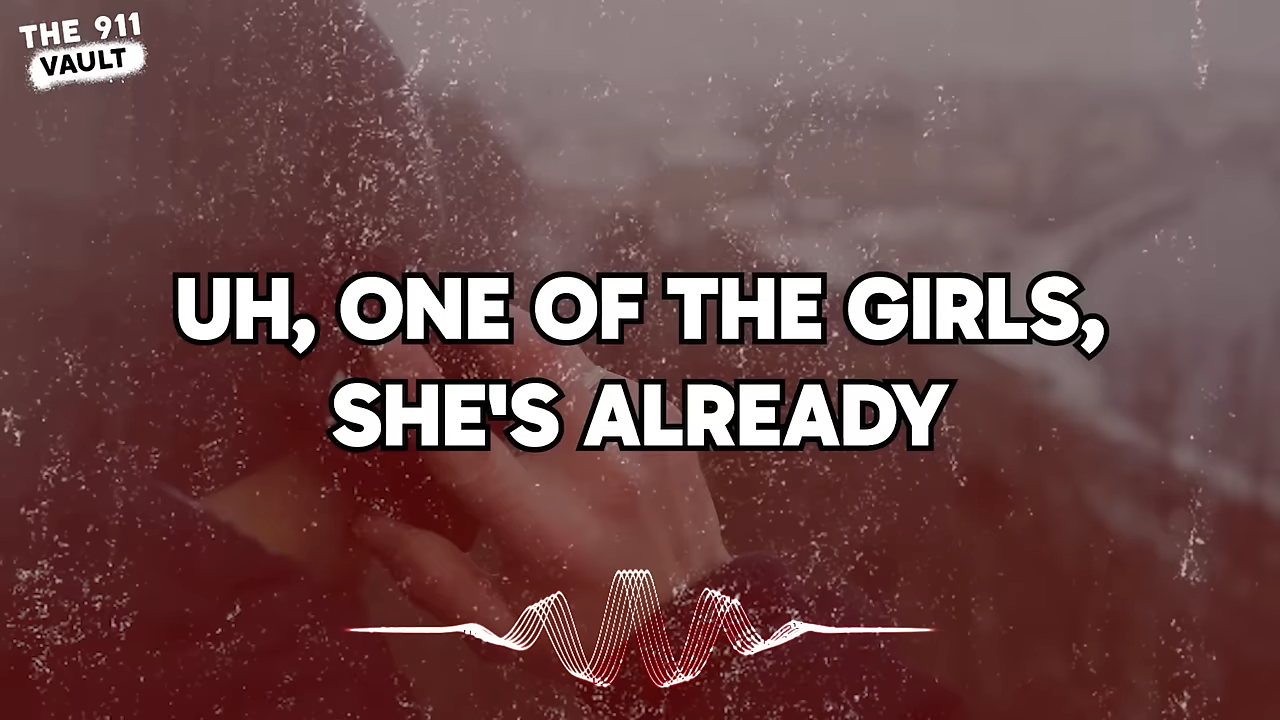 THE 911
VAULT
UH, ONE OF THE GIRLS,
SHE'S ALREADY